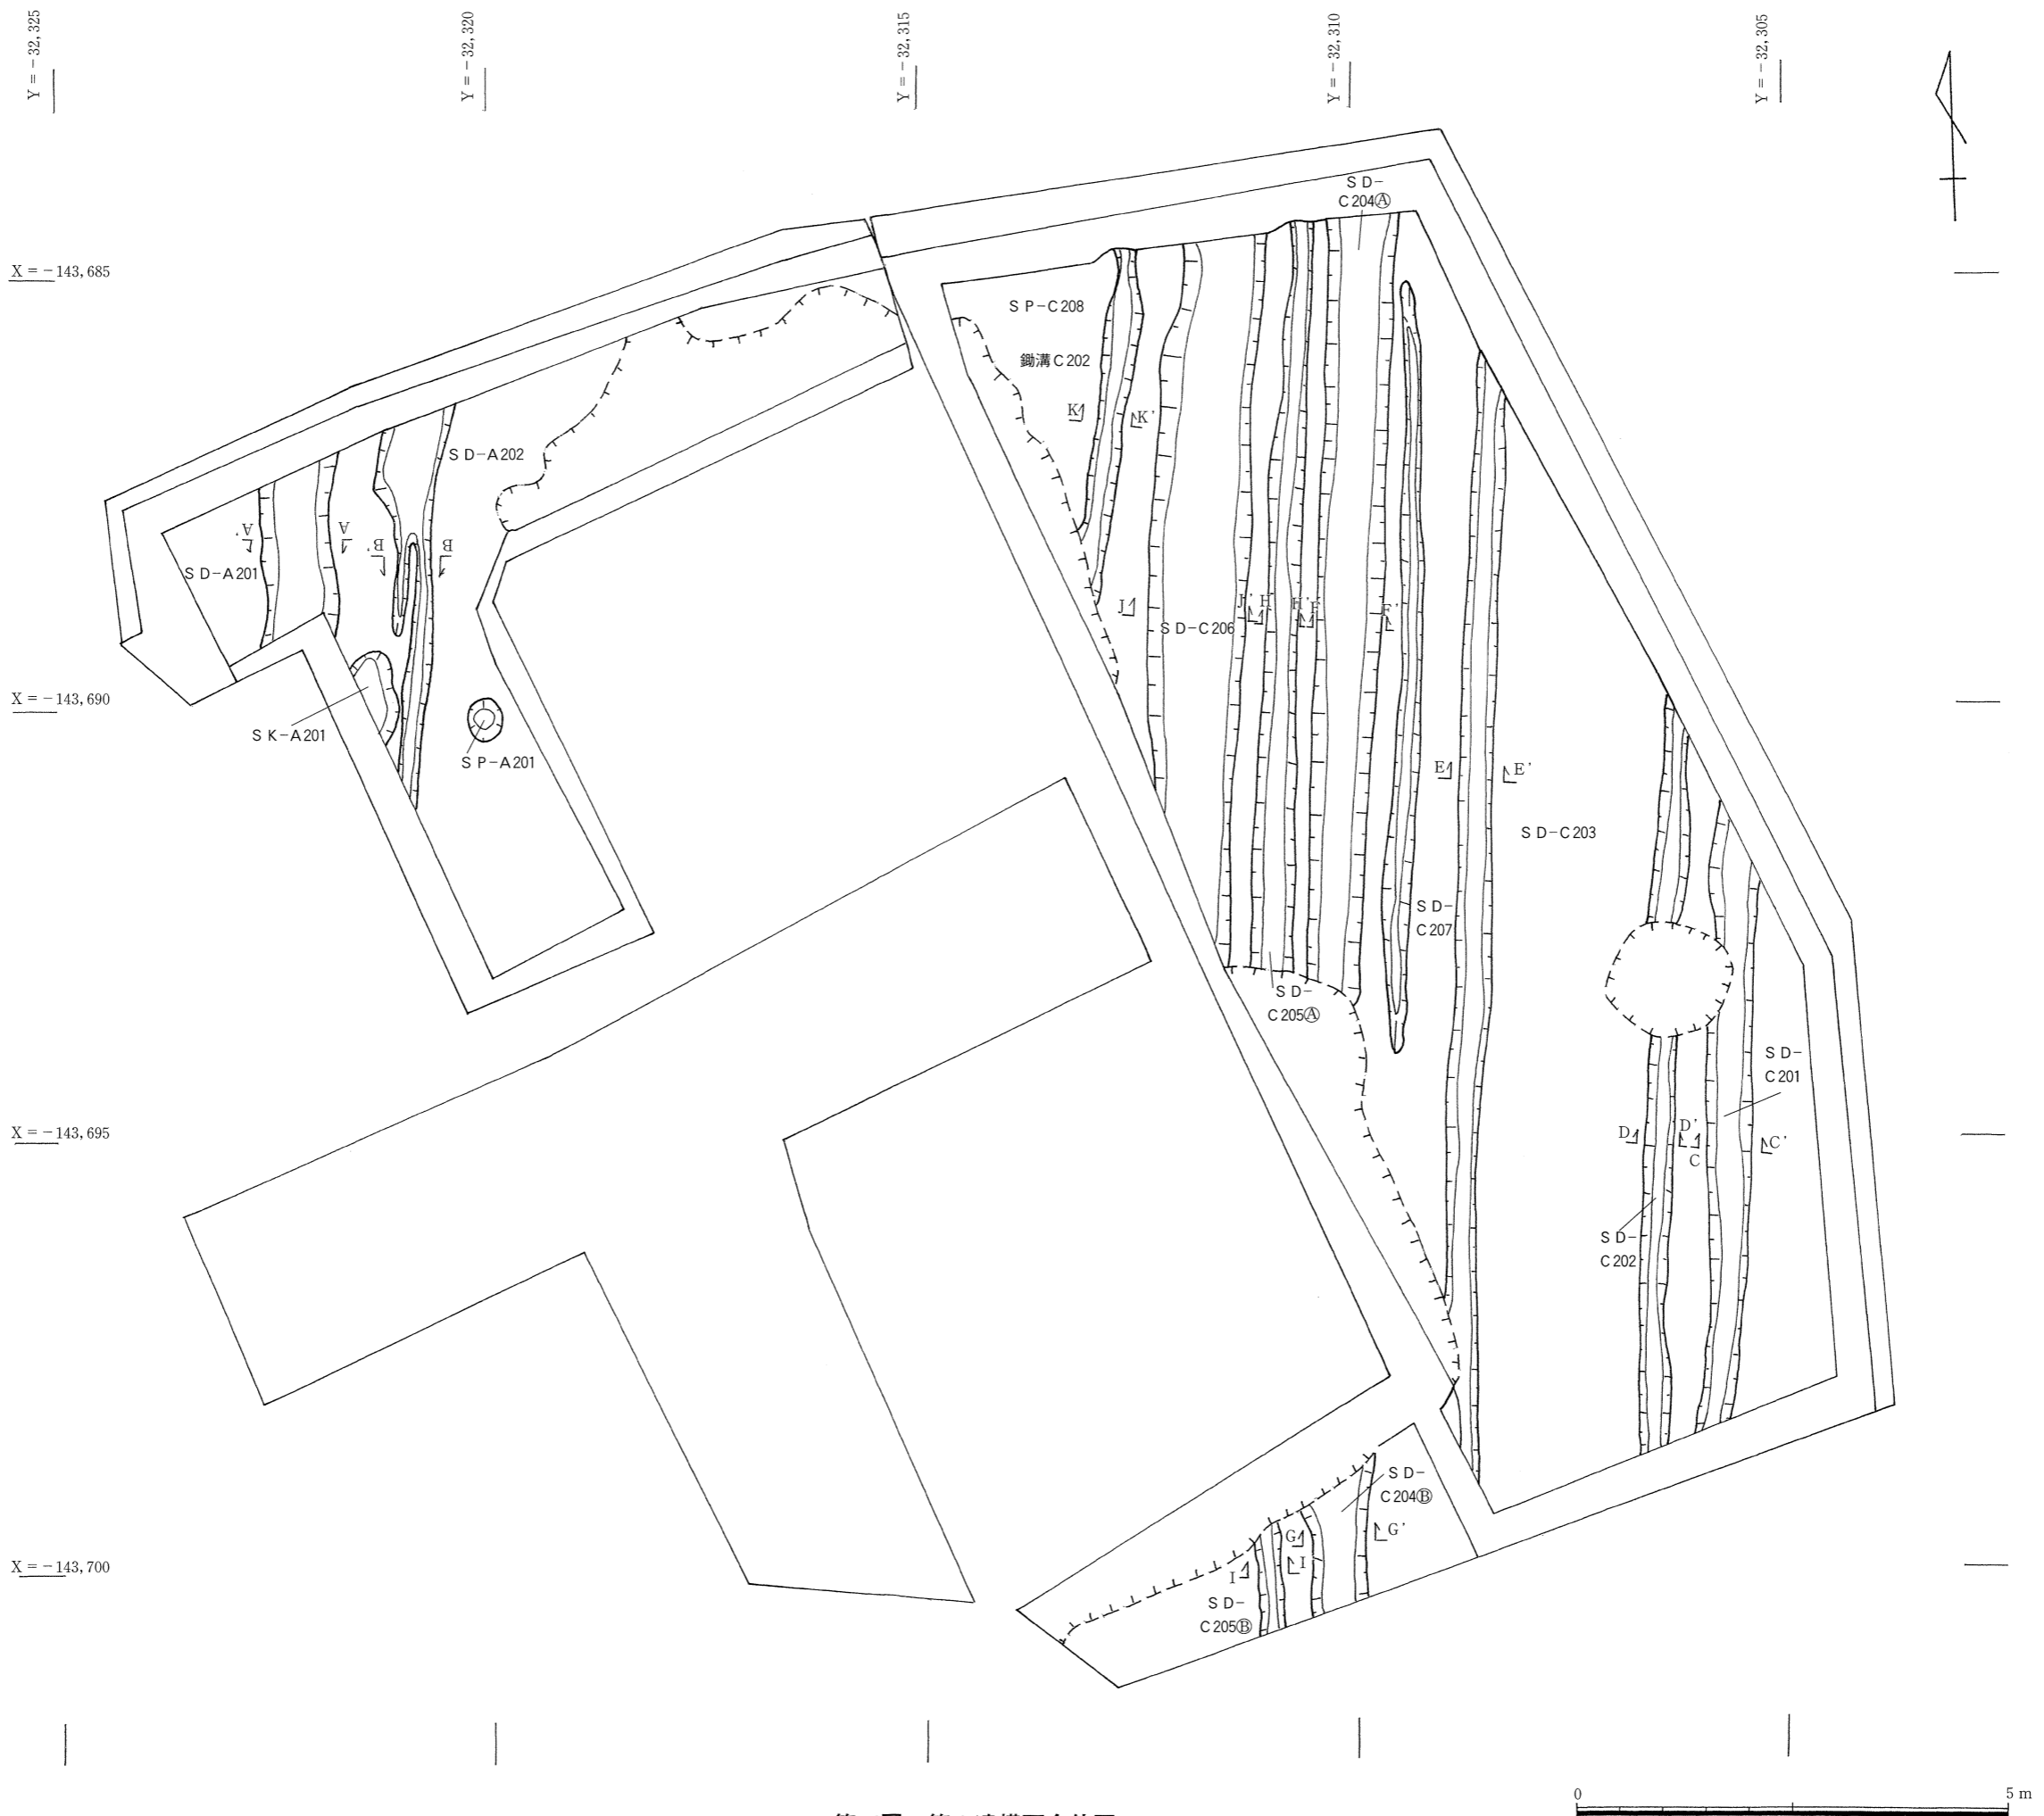 Y=-32,325
Y=-32,320
Y=-32,315
Y=-32,310
Y=-32,305
SD-
C204Ⓐ
X=-143,685
SP-C208
鋤溝C202
K
K'
SD-A202
A'
A
B'
B
SD-A201
J
J'
H'
F
F'
SD-C206
X=-143,690
SK-A201
SP-A201
E
E'
SD-C203
SD-
C207
SD-
C205Ⓐ
SD-
C201
X=-143,695
D
D'
C
C'
SD-
C202
SD-
C204Ⓑ
G
G'
X=-143,700
I
I
SD-
C205Ⓑ
0
5m